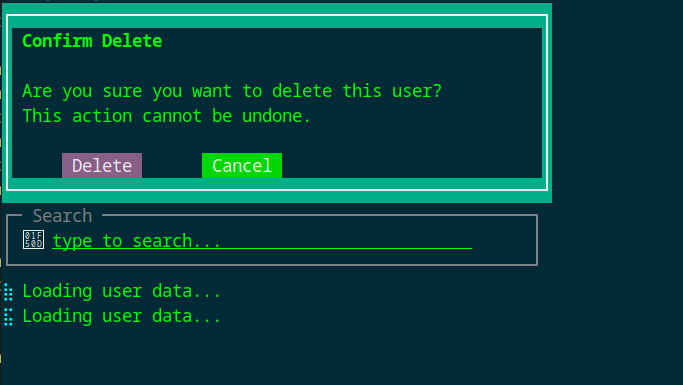 Confirm Delete
Are you sure you want to delete this user?
This action cannot be undone.
Delete Cancel
Search
01F50D type to search...
Loading user data...
Loading user data...